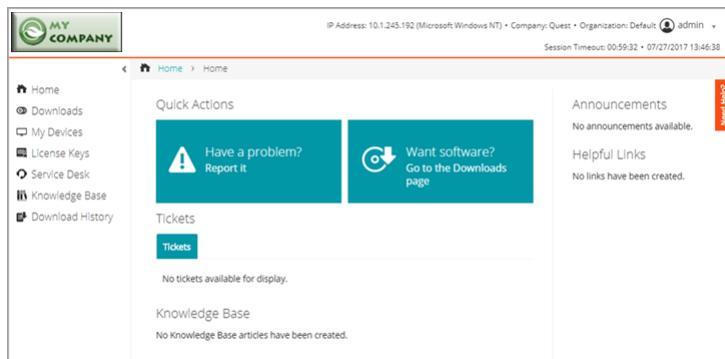 MY
COMPANY
IP Address: 10.1.245.192 (Microsoft Windows NT) • Company: Quest • Organization: Default admin
Session Timeout: 00:59:32 • 07/27/2017 13:46:38
Home > Home
Need Help?
Home
Downloads
My Devices
License Keys
Service Desk
Knowledge Base
Download History
Quick Actions
Have a problem?
Report it
Want software?
Go to the Downloads
page
Tickets
Tickets
No tickets available for display.
Knowledge Base
No Knowledge Base articles have been created.
Announcements
No announcements available.
Helpful Links
No links have been created.